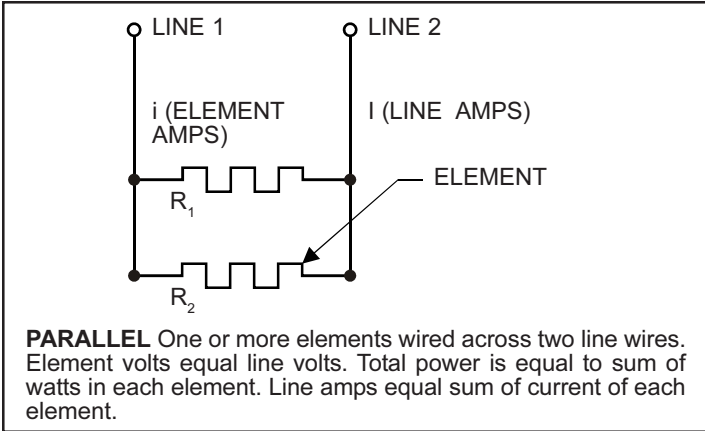 LINE 1
LINE 2
i (ELEMENT
AMPS)
I (LINE AMPS)
ELEMENT
R1
R2
PARALLEL One or more elements wired across two line wires.
Element volts equal line volts. Total power is equal to sum of
watts in each element. Line amps equal sum of current of each
element.